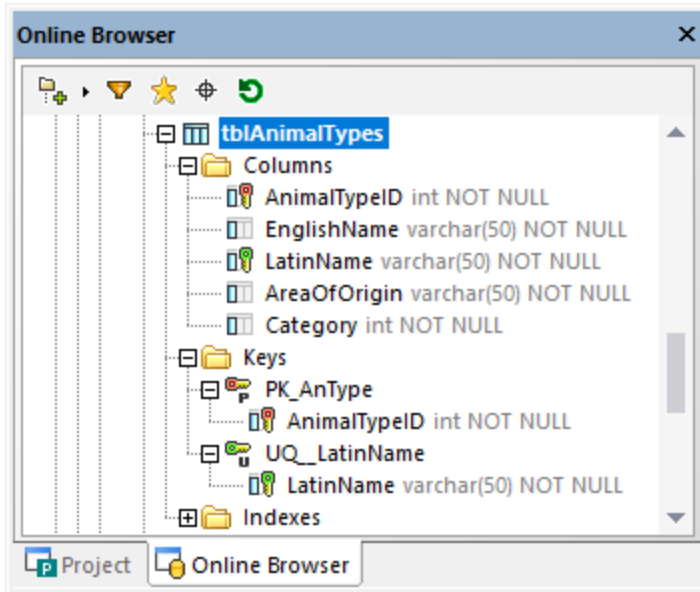 Online Browser
tblAnimalTypes
Columns
AnimalTypeID int NOT NULL
EnglishName varchar(50) NOT NULL
LatinName varchar(50) NOT NULL
AreaOfOrigin varchar(50) NOT NULL
Category int NOT NULL
Keys
PK_AnType
AnimalTypeID int NOT NULL
UQ__LatinName
LatinName varchar(50) NOT NULL
Indexes
Project Online Browser